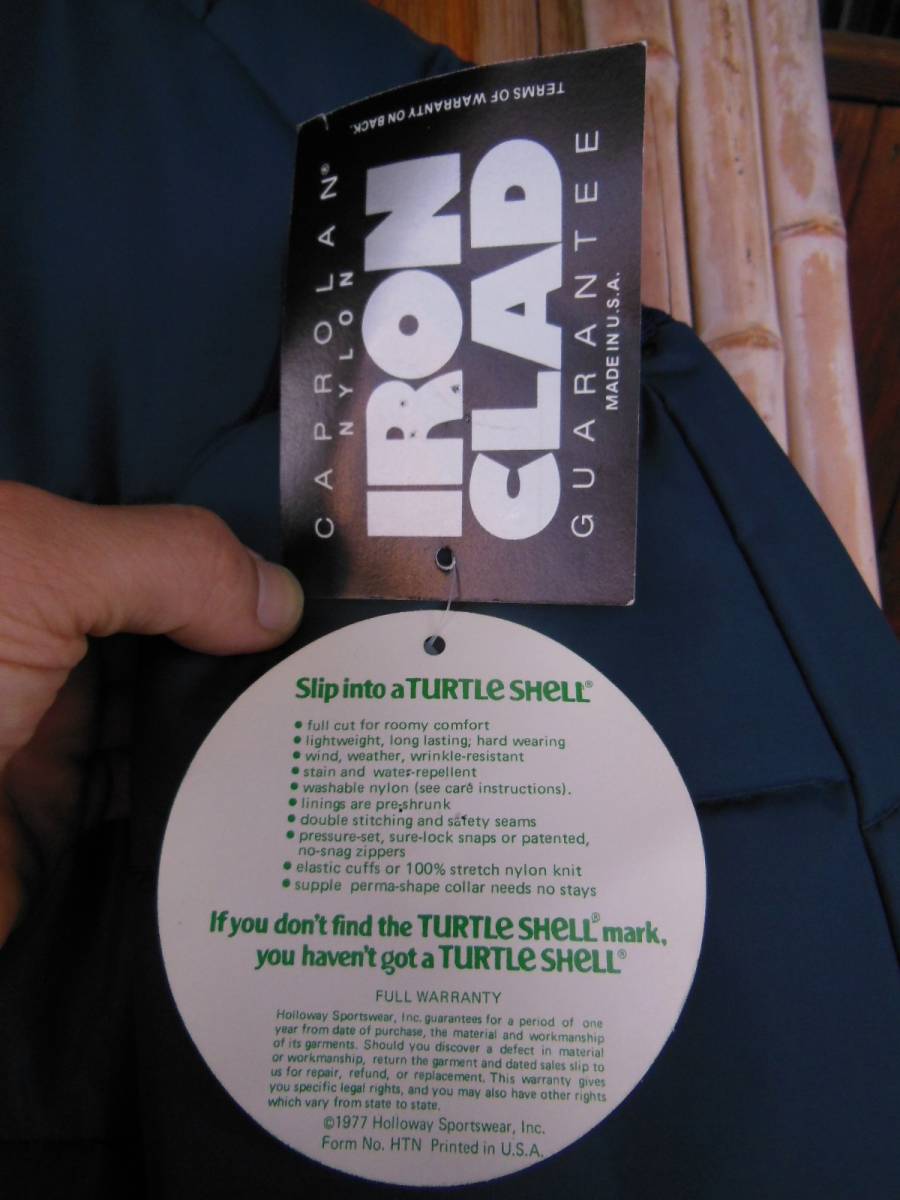 TERMS OF WARRANTY ON BACK.
CAPROLAN®
NYLON
IRON
CLAD
GUARANTEE
MADE IN U.S.A.
Slip into a TURTLE SHELL®
• full cut for roomy comfort
• lightweight, long lasting; hard wearing
• wind, weather, wrinkle-resistant
• stain and water-repellent
• washable nylon (see care instructions).
• linings are pre-shrunk
• double stitching and safety seams
• pressure-set, sure-lock snaps or patented,
no-snag zippers
• elastic cuffs or 100% stretch nylon knit
• supple perma-shape collar needs no stays
If you don't find the TURTLE SHELL® mark,
you haven't got a TURTLE SHELL®
FULL WARRANTY
Holloway Sportswear, Inc. guarantees for a period of one
year from date of purchase, the material and workmanship
of its garments. Should you discover a defect in material
or workmanship, return the garment and dated sales slip to
us for repair, refund, or replacement. This warranty gives
you specific legal rights, and you may also have other rights
which vary from state to state.
©1977 Holloway Sportswear, Inc.
Form No. HTN Printed in U.S.A.